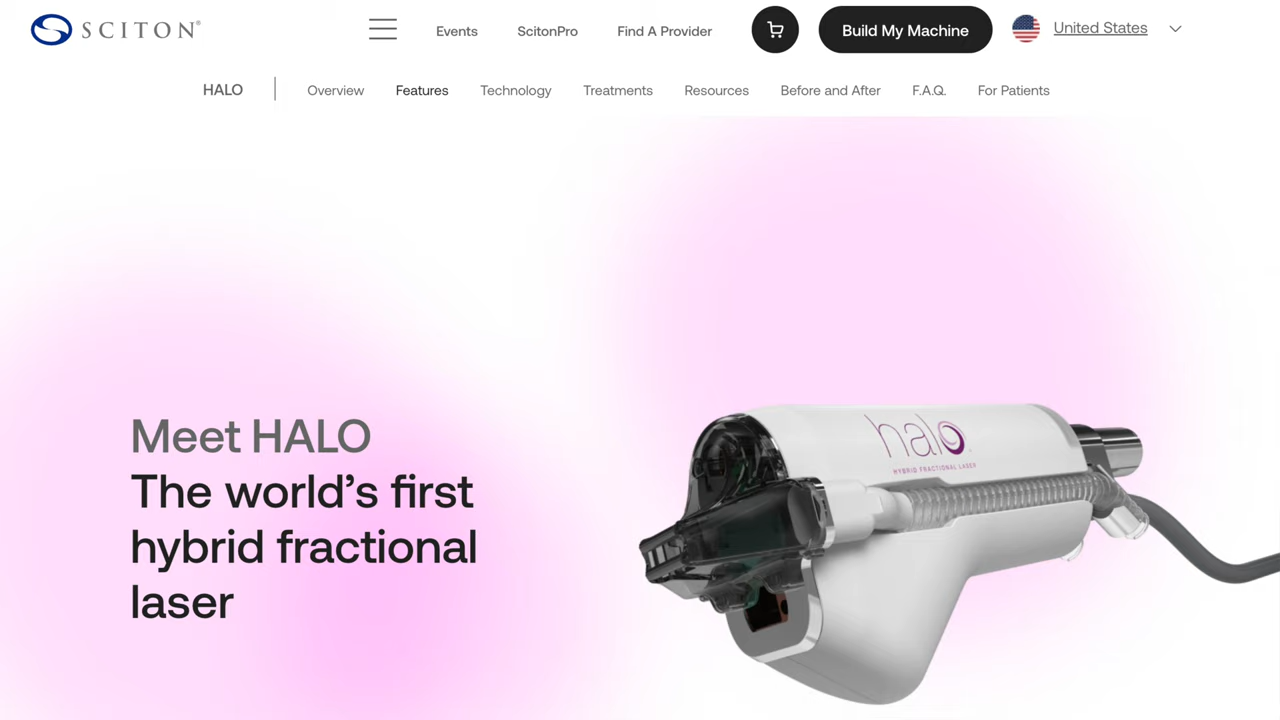 SCITON®
Events ScitonPro Find A Provider Build My Machine United States
HALO Overview Features Technology Treatments Resources Before and After F.A.Q. For Patients
Meet HALO
The world’s first
hybrid fractional
laser
halo
HYBRID FRACTIONAL LASER